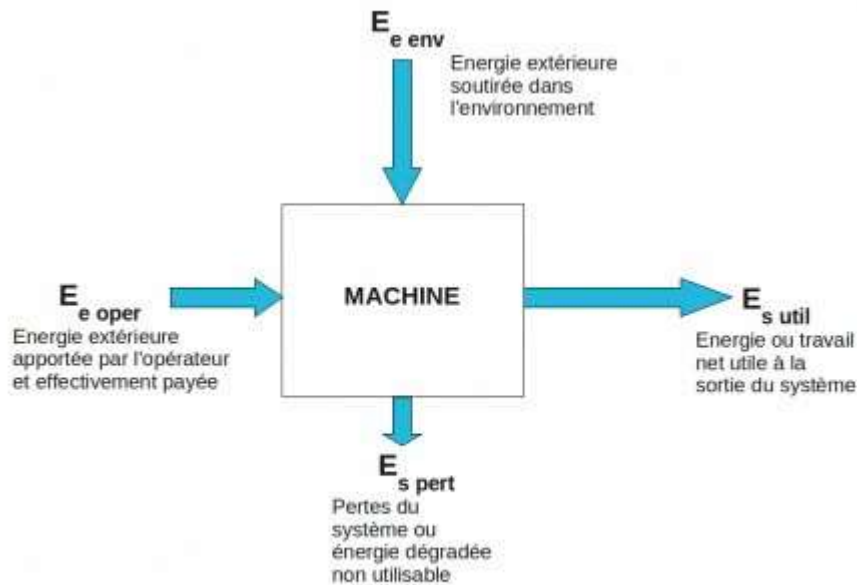 E e env
Energie extérieure
soutirée dans
l'environnement
MACHINE
E e oper
Energie extérieure
apportée par l'opérateur
et effectivement payée
E s util
Energie ou travail
net utile à la
sortie du système
E s pert
Pertes du
système ou
énergie dégradée
non utilisable